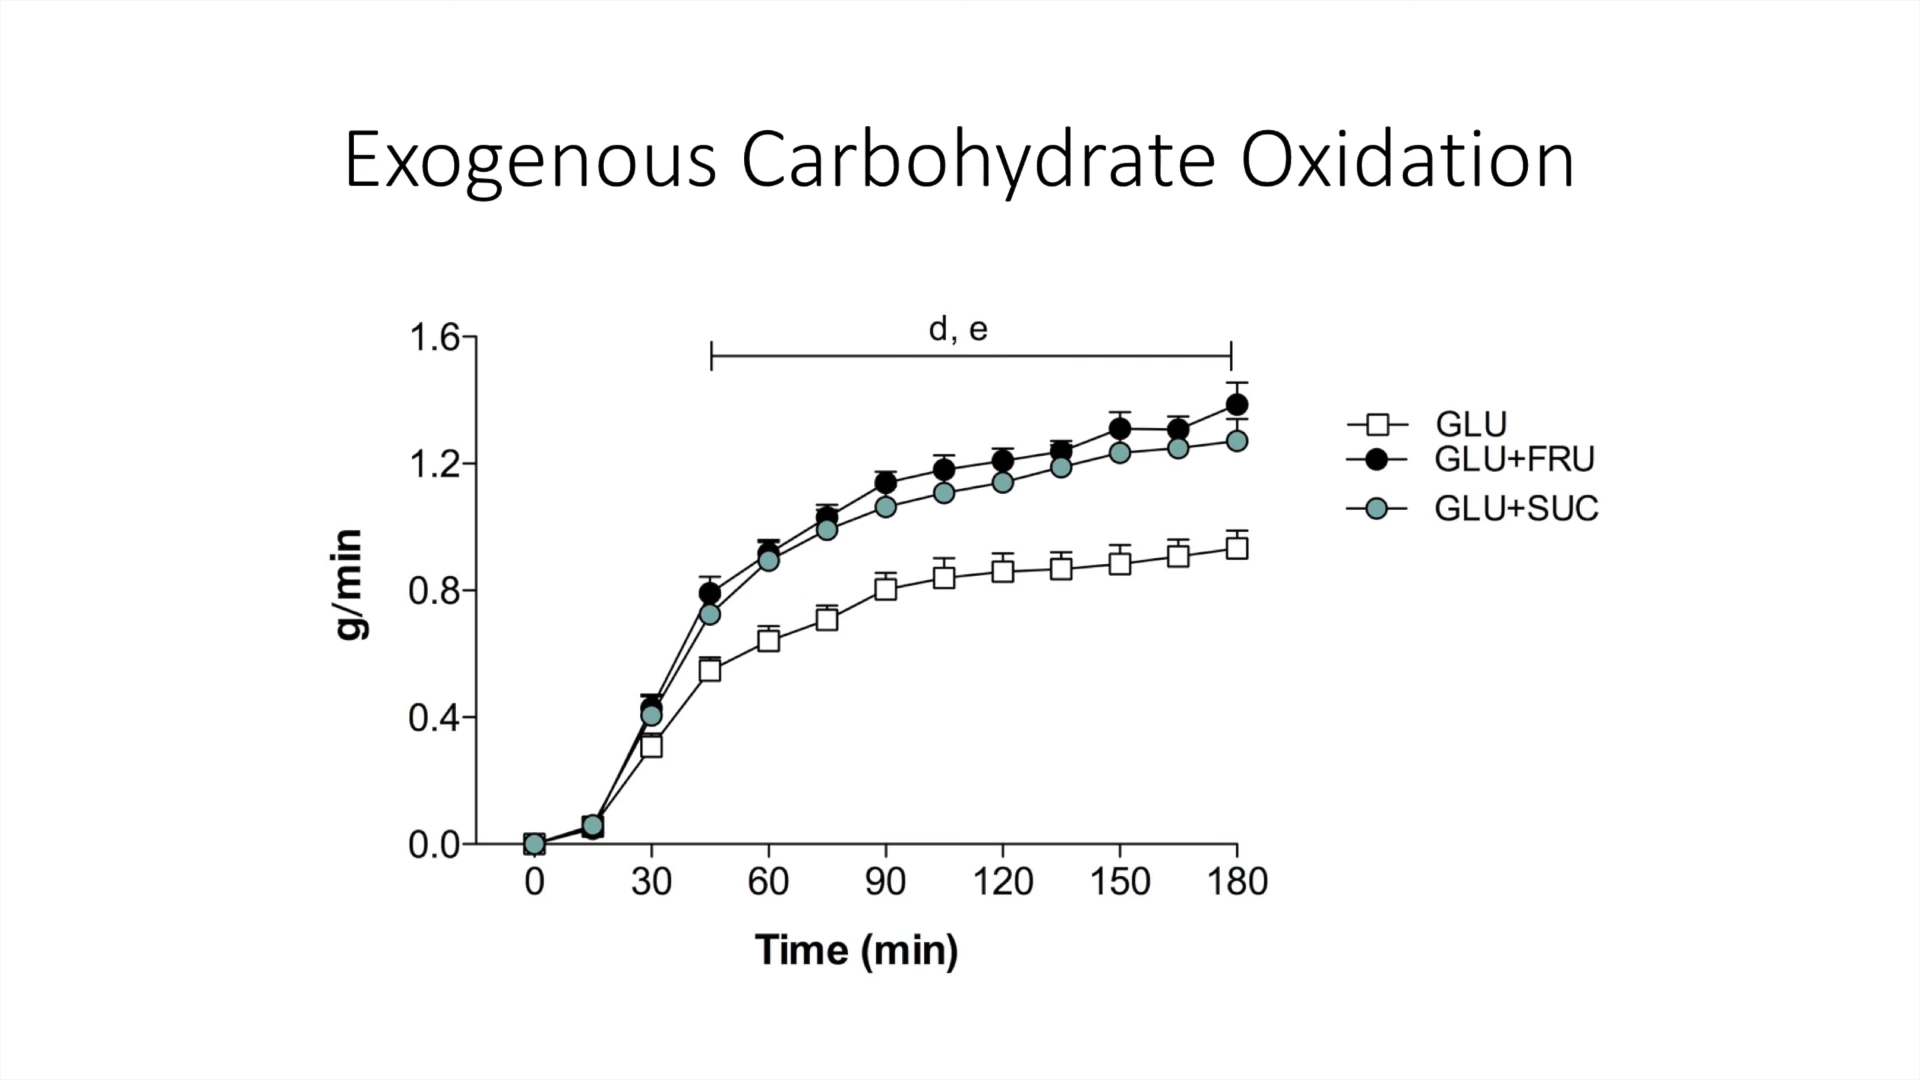 Exogenous Carbohydrate Oxidation
d, e
1.6
1.2
0.8
0.4
0.0
g/min
0 30 60 90 120 150 180
Time (min)
GLU
GLU+FRU
GLU+SUC